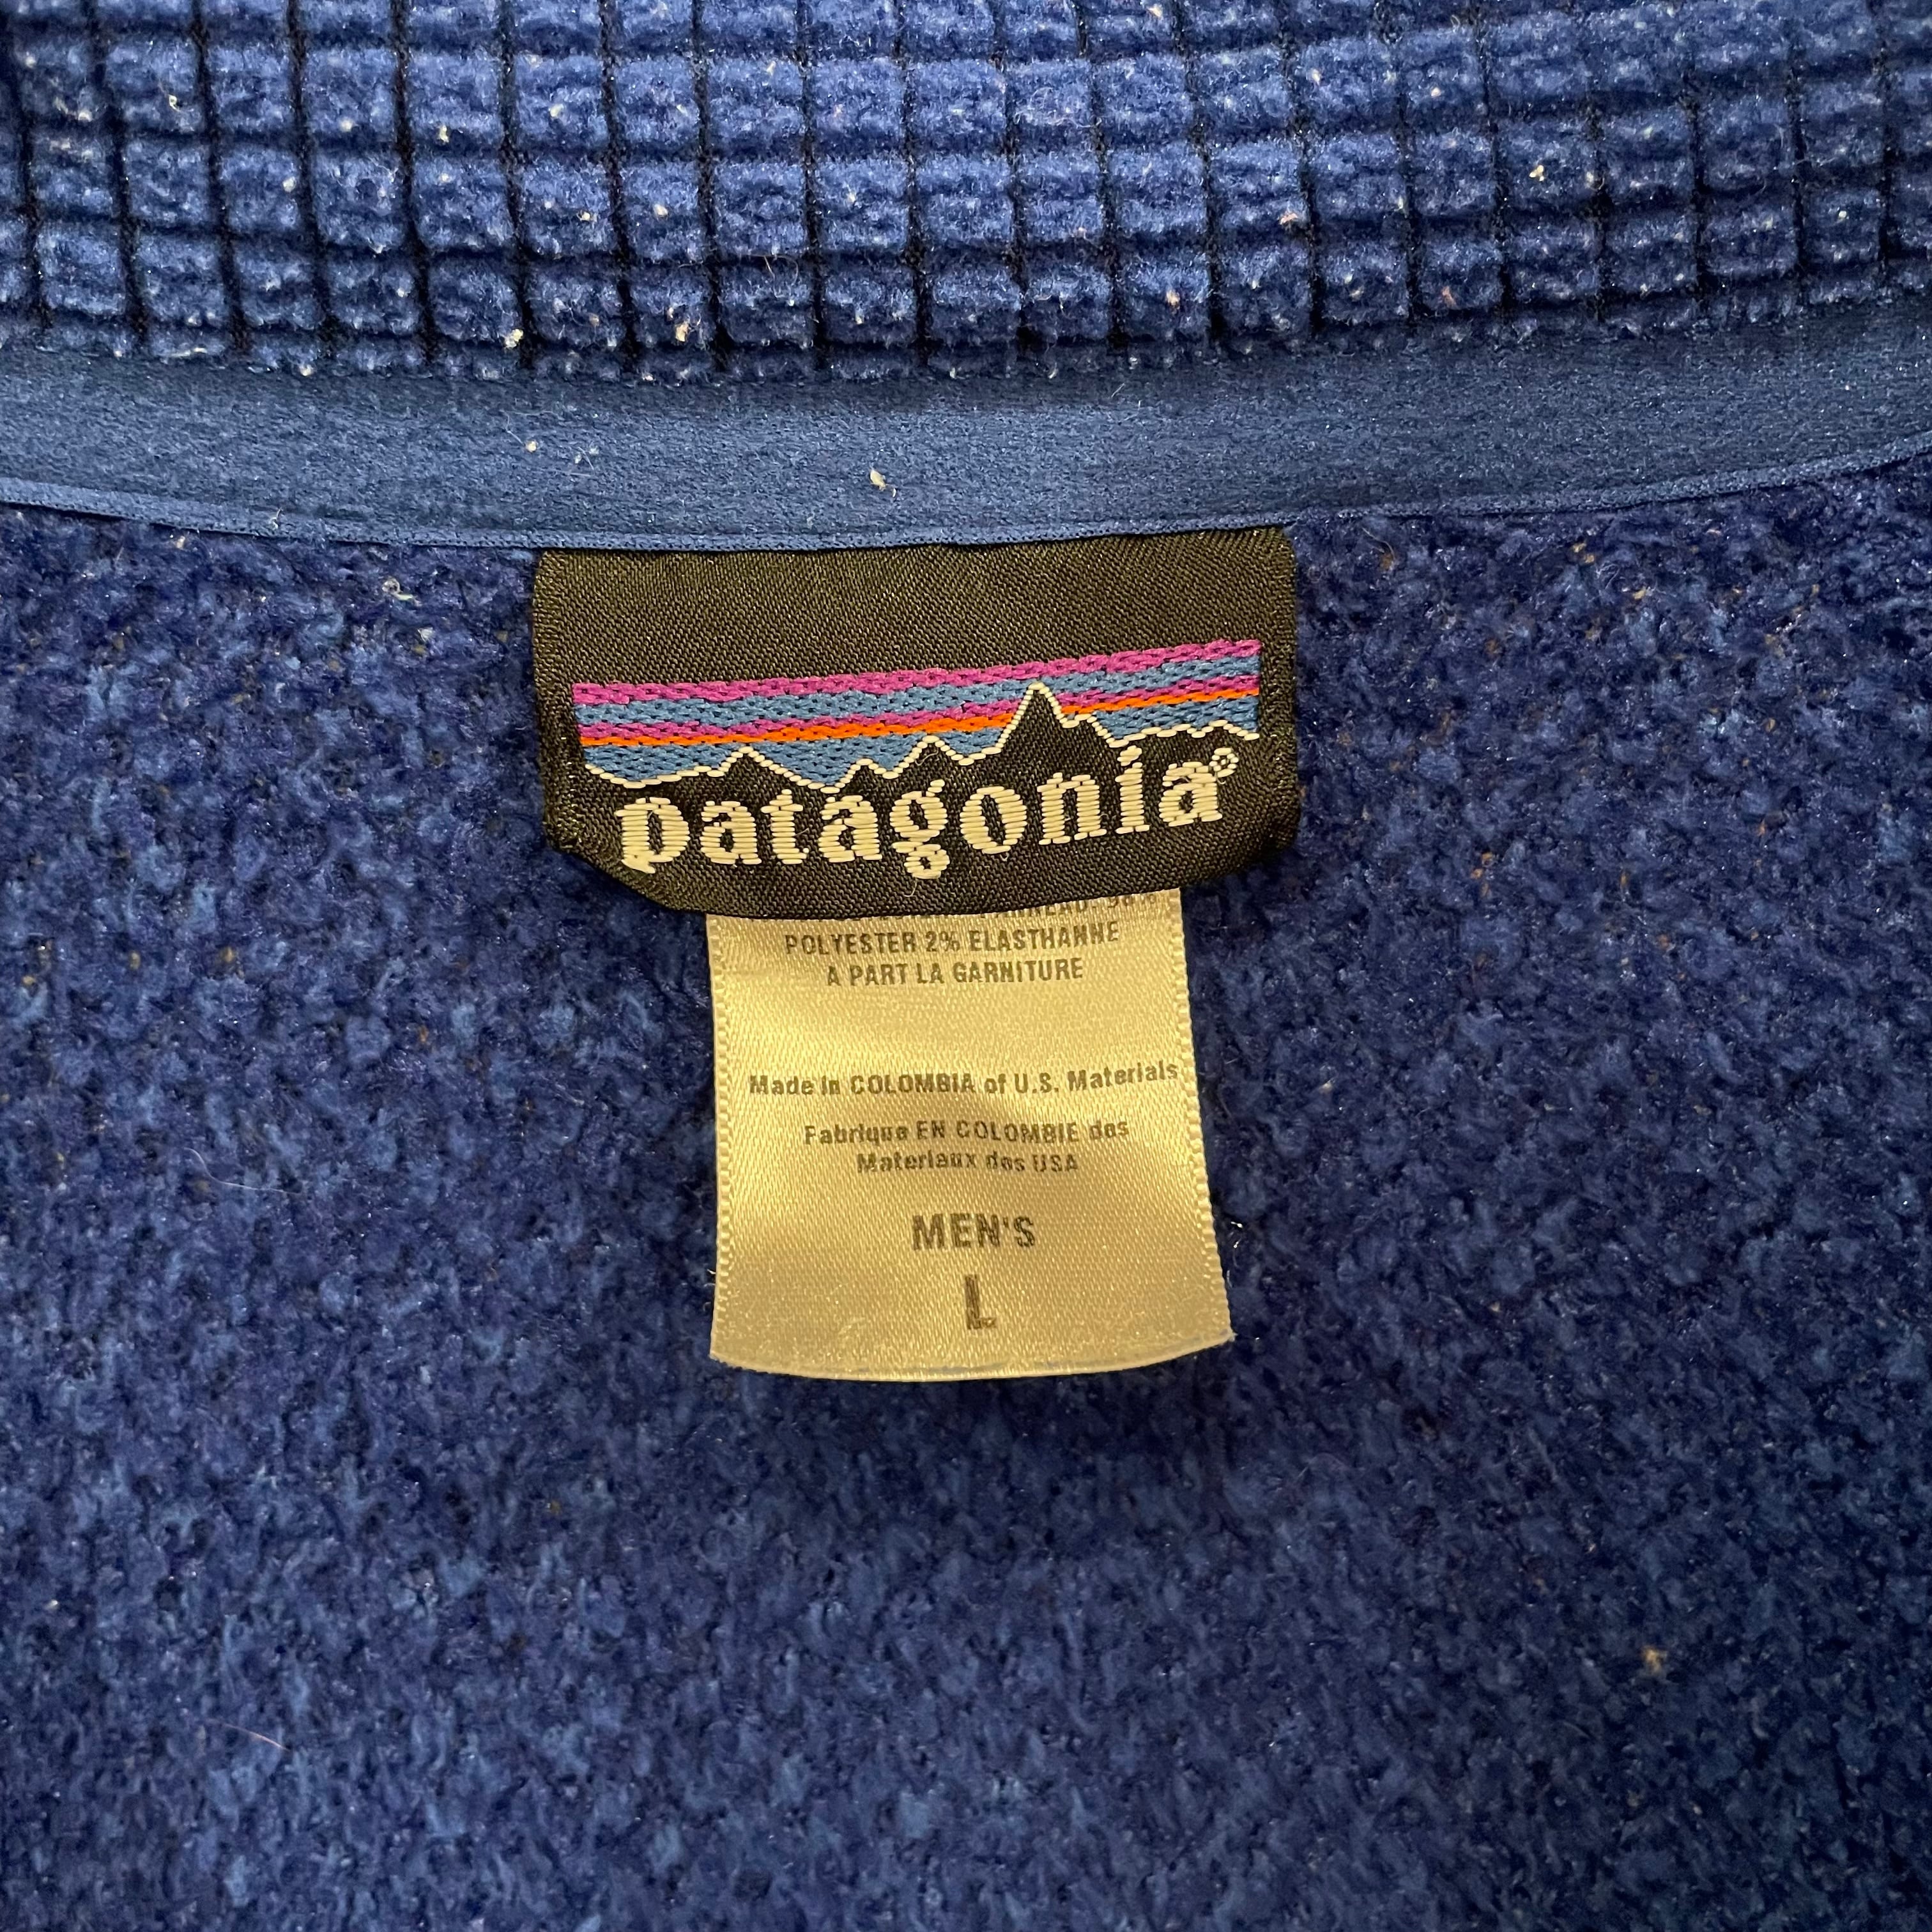 patagonia®
POLYESTER 2% ELASTHANNE
A PART LA GARNITURE
Made in COLOMBIA of U.S. Materials
Fabrique EN COLOMBIE des
Materiaux des USA
MEN'S
L